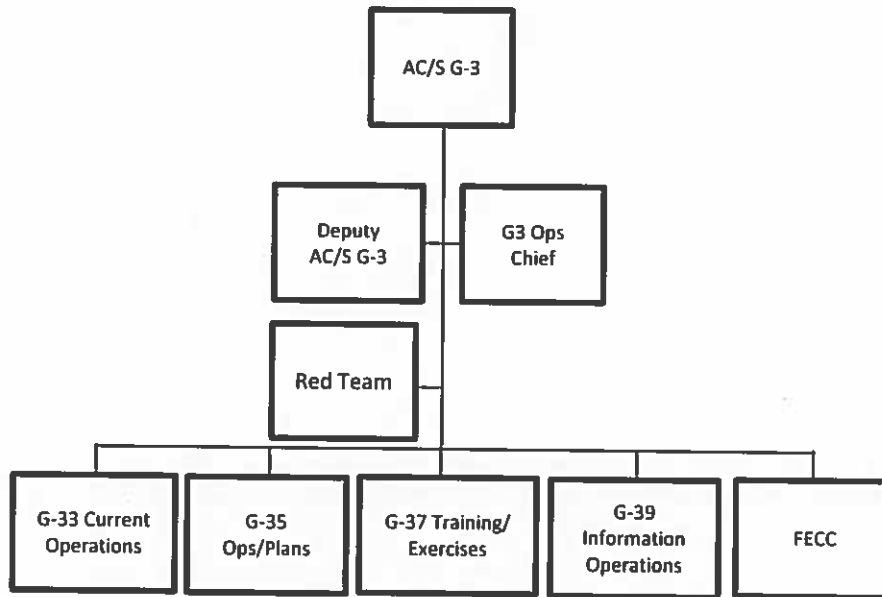 AC/S G-3
Deputy
AC/S G-3
G3 Ops
Chief
Red Team
G-33 Current
Operations
G-35
Ops/Plans
G-37 Training/
Exercises
G-39
Information
Operations
FECC